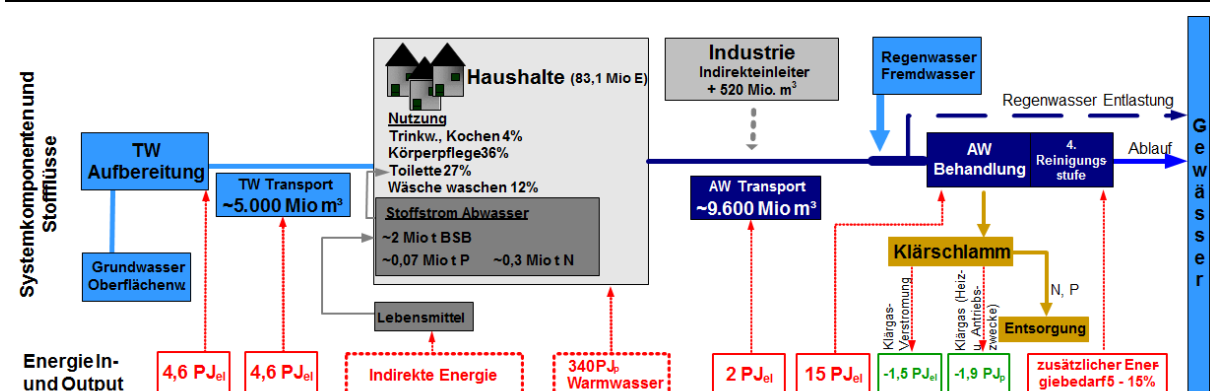 Systemkomponenten und
Stoffflüsse
TW
Aufbereitung
Grundwasser
Oberflächenw.
TW Transport
~5.000 Mio m³
Haushalte (83,1 Mio E)
Nutzung
Trinkw., Kochen 4%
Körperpflege36%
Toilette 27%
Wäsche waschen 12%
Stoffstrom Abwasser
~2 Mio t BSB
~0,07 Mio t P ~0,3 Mio t N
Lebensmittel
Industrie
Indirekteinleiter
+ 520 Mio. m³
AW Transport
~9.600 Mio m³
Regenwasser
Fremdwasser
Regenwasser Entlastung
AW
Behandlung
4.
Reinigungs
stufe
Ablauf
Gewässer
Klärschlamm
N, P
Entsorgung
Klärgas-
Verstromung
Klärgas (Heiz-
u. Antriebs-
zwecke)
Energie In-
und Output
4,6 PJel
4,6 PJel
Indirekte Energie
340PJp
Warmwasser
2 PJel
15 PJel
-1,5 PJel
-1,9 PJp
zusätzlicher Ener-
giebedarf5 - 15%